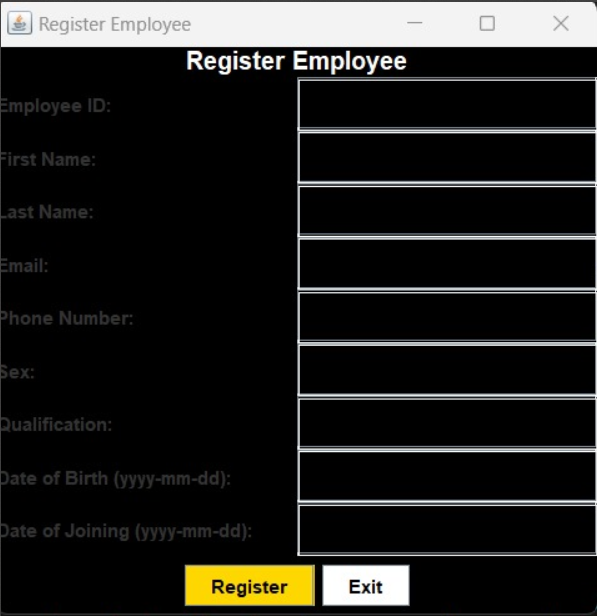 Register Employee
Register Employee
Employee ID:
First Name:
Last Name:
Email:
Phone Number:
Sex:
Qualification:
Date of Birth (yyyy-mm-dd):
Date of Joining (yyyy-mm-dd):
Register Exit